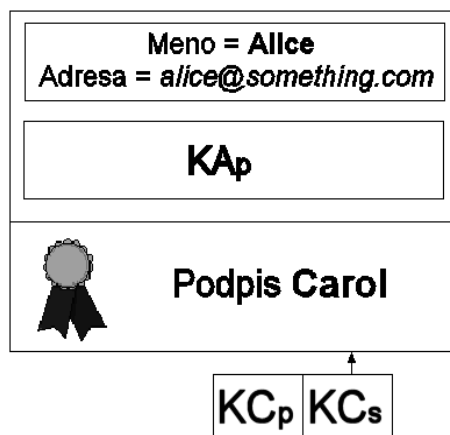 Meno = Alice
Adresa = alice@something.com
KAp
Podpis Carol
KCp KCs